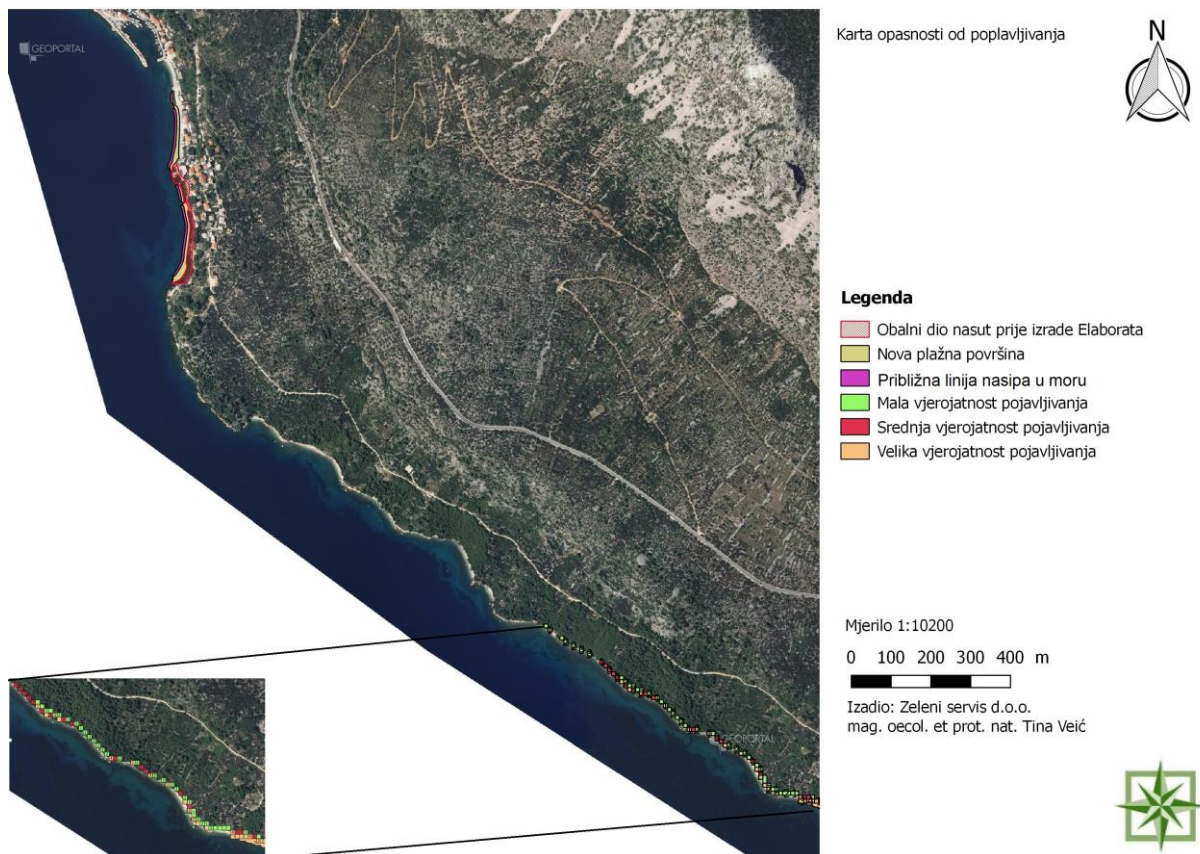 GEOPORTAL
GEOPORTAL
Karta opasnosti od poplavljivanja
N
Legenda
Obalni dio nasut prije izrade Elaborata
Nova plažna površina
Približna linija nasipa u moru
Mala vjerojatnost pojavljivanja
Srednja vjerojatnost pojavljivanja
Velika vjerojatnost pojavljivanja
Mjerilo 1:10200
0 100 200 300 400 m
Izadio: Zeleni servis d.o.o.
mag. oecol. et prot. nat. Tina Veić
GEOPORTAL